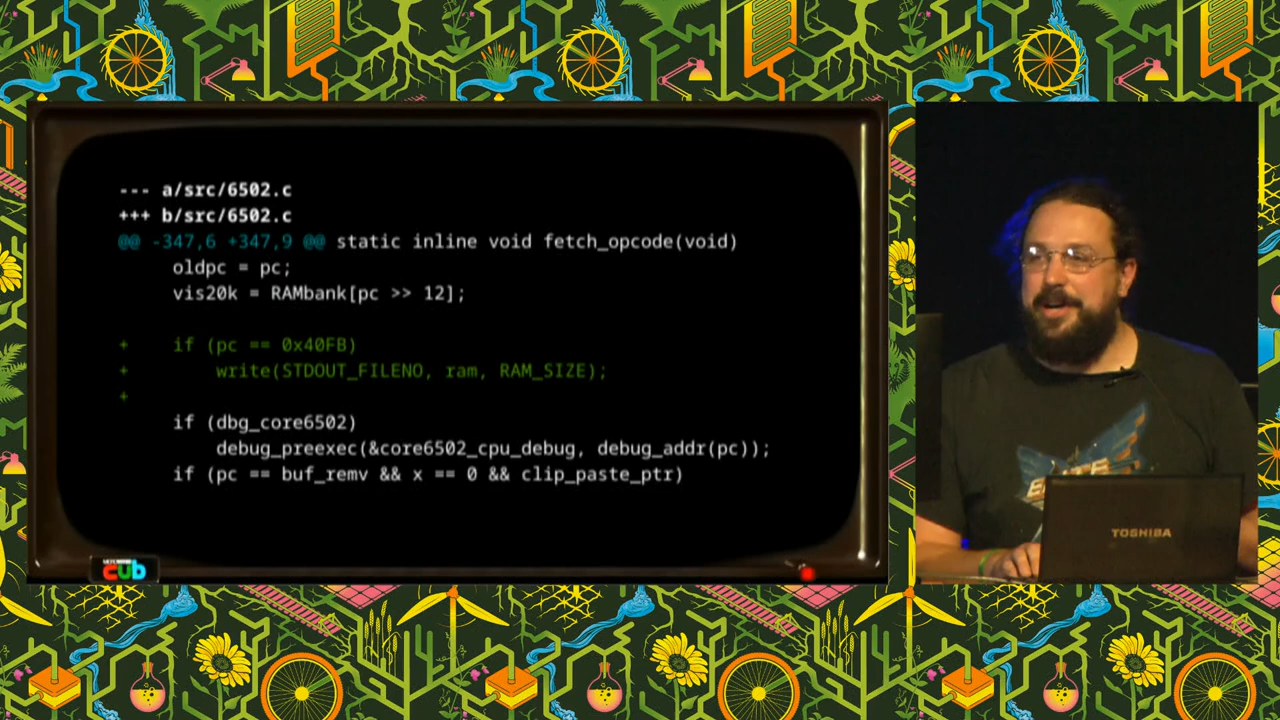 --- a/src/6502.c
+++ b/src/6502.c
@@ -347,6 +347,9 @@ static inline void fetch_opcode(void)
oldpc = pc;
vis20k = RAMbank[pc >> 12];
+ if (pc == 0x40FB)
+ write(STDOUT_FILENO, ram, RAM_SIZE);
+
if (dbg_core6502)
debug_preexec(&core6502_cpu_debug, debug_addr(pc));
if (pc == buf_remv && x == 0 && clip_paste_ptr)
CUb
TOSHIBA